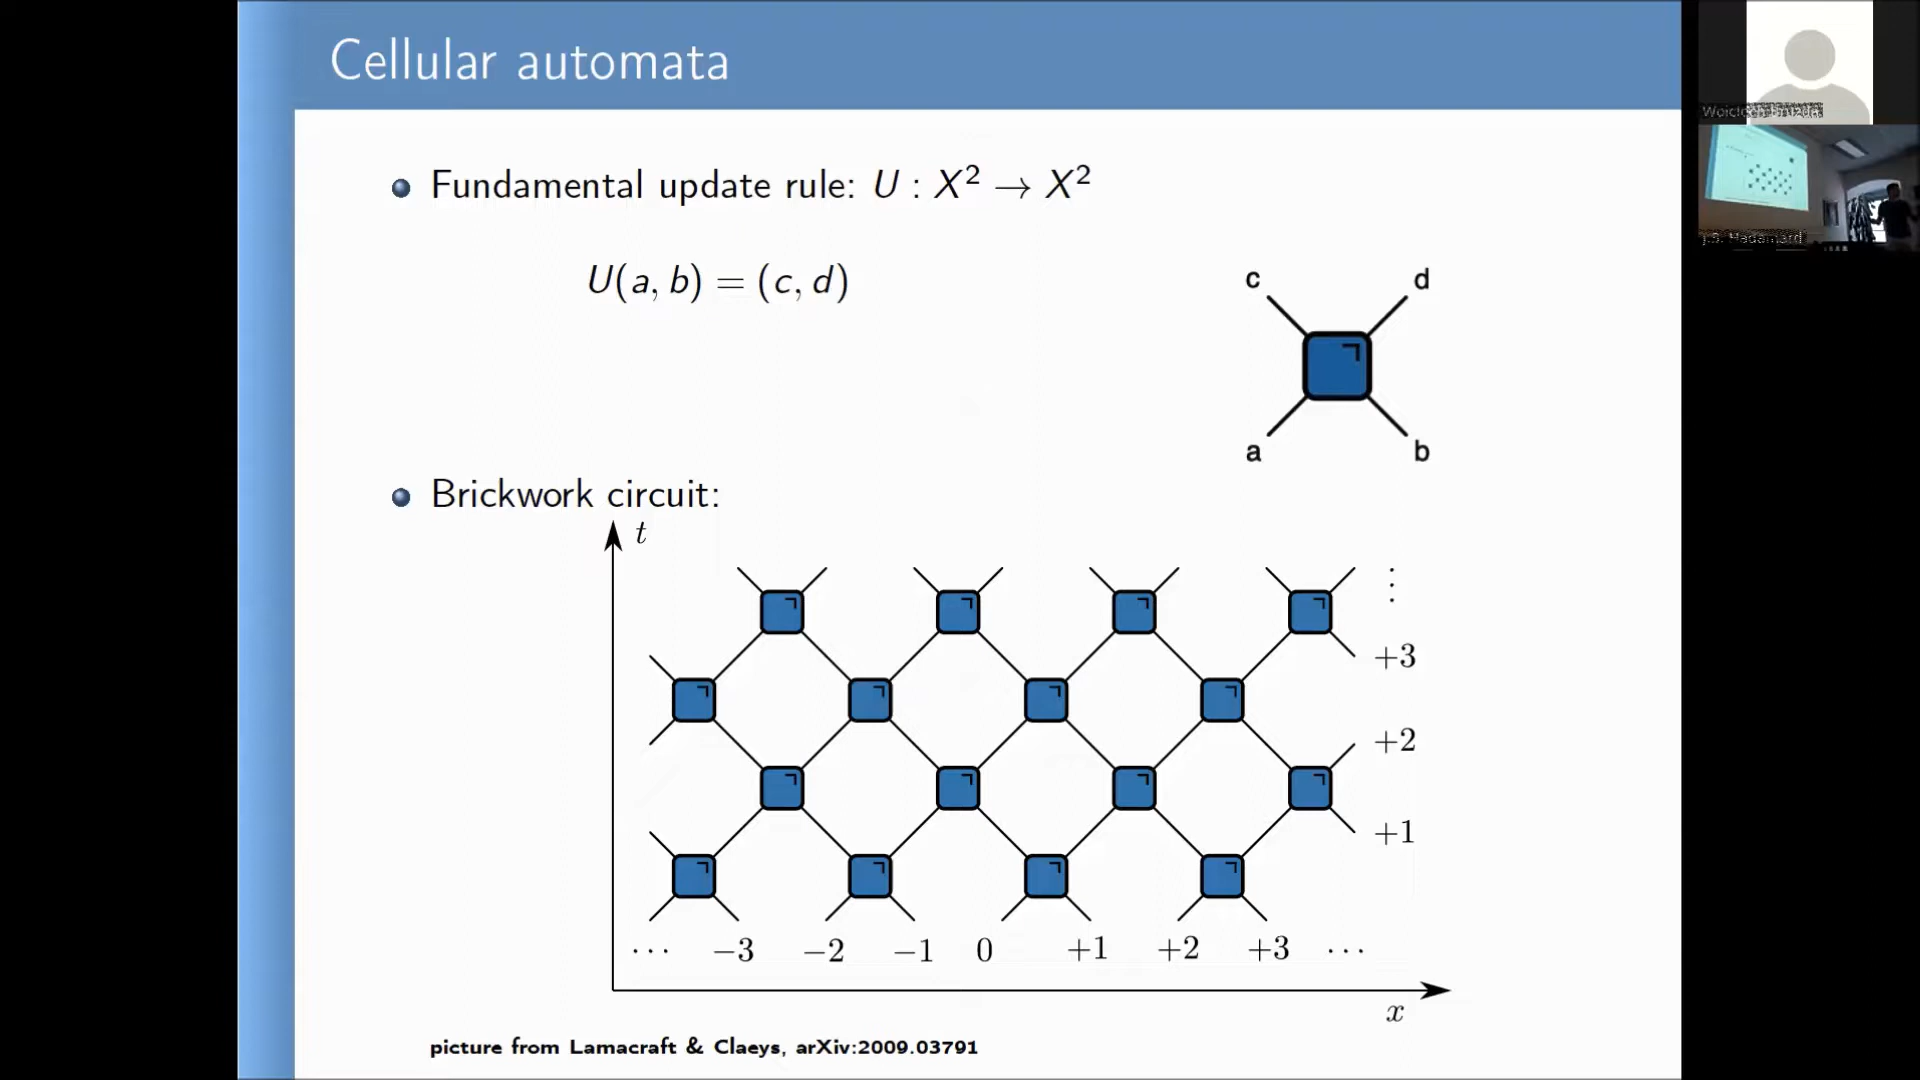 Cellular automata
Fundamental update rule: U : X² → X²
U(a, b) = (c, d)
c d
a b
Brickwork circuit:
t
⋮
+3
+2
+1
⋯ −3 −2 −1 0 +1 +2 +3 ⋯
x
picture from Lamacraft & Claeys, arXiv:2009.03791